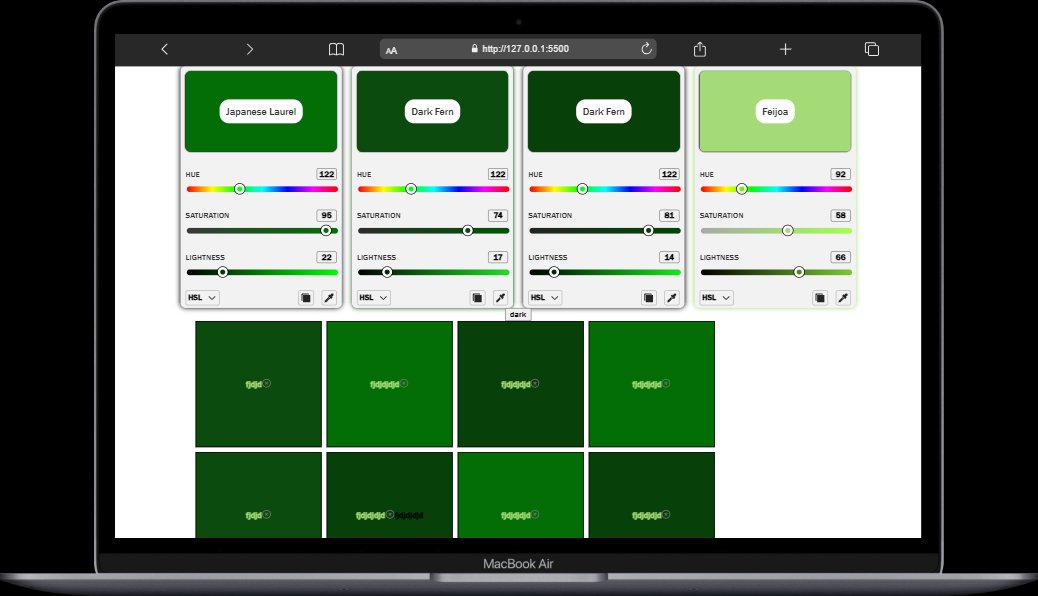 AA http://127.0.0.1:5500
Japanese Laurel Dark Fern Dark Fern Feijoa
HUE 122 HUE 122 HUE 122 HUE 92
SATURATION 95 SATURATION 74 SATURATION 81 SATURATION 58
LIGHTNESS 22 LIGHTNESS 17 LIGHTNESS 14 LIGHTNESS 66
HSL HSL HSL HSL
dark
fjdjd fjdjdjdjd fjdjdjdjd fjdjdjdjd
fjdjd fjdjdjdjd fjdjdjdjd fjdjdjdjd fjdjdjdjd
MacBook Air